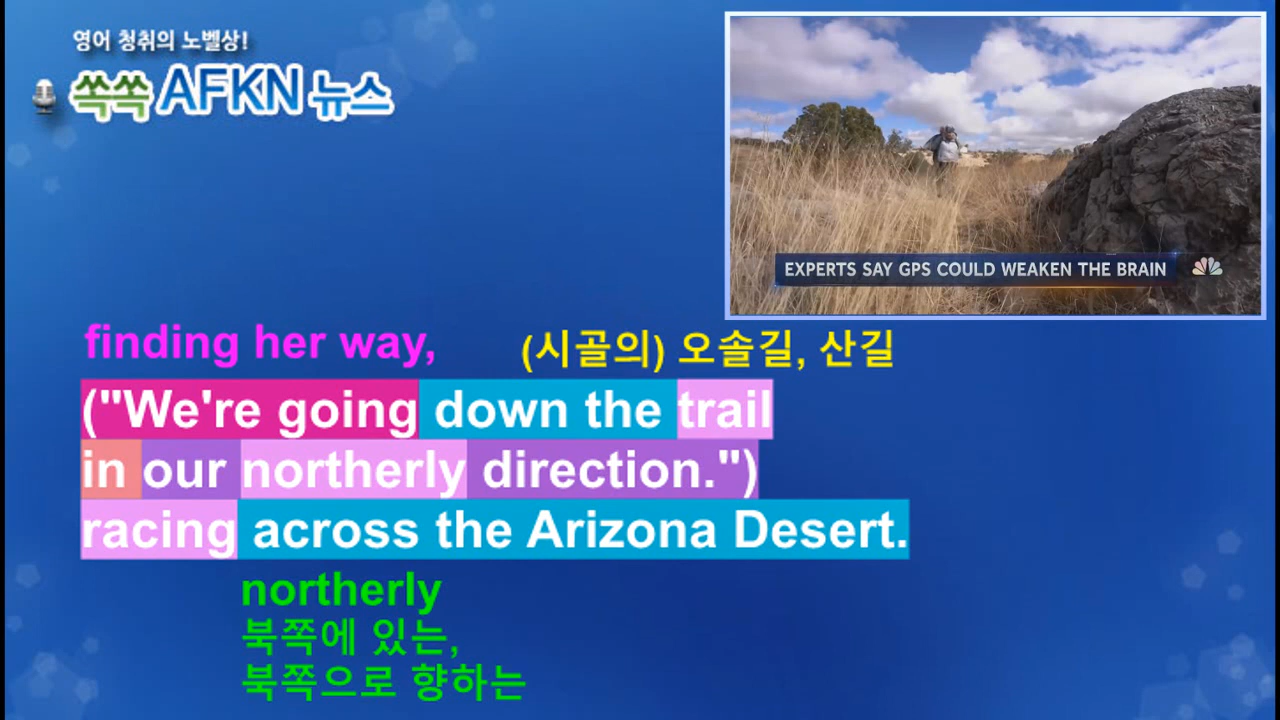 영어 청취의 노벨상!
쏙쏙 AFKN 뉴스
EXPERTS SAY GPS COULD WEAKEN THE BRAIN
finding her way,
(시골의) 오솔길, 산길
("We're going down the trail
in our northerly direction.")
racing across the Arizona Desert.
northerly
북쪽에 있는,
북쪽으로 향하는